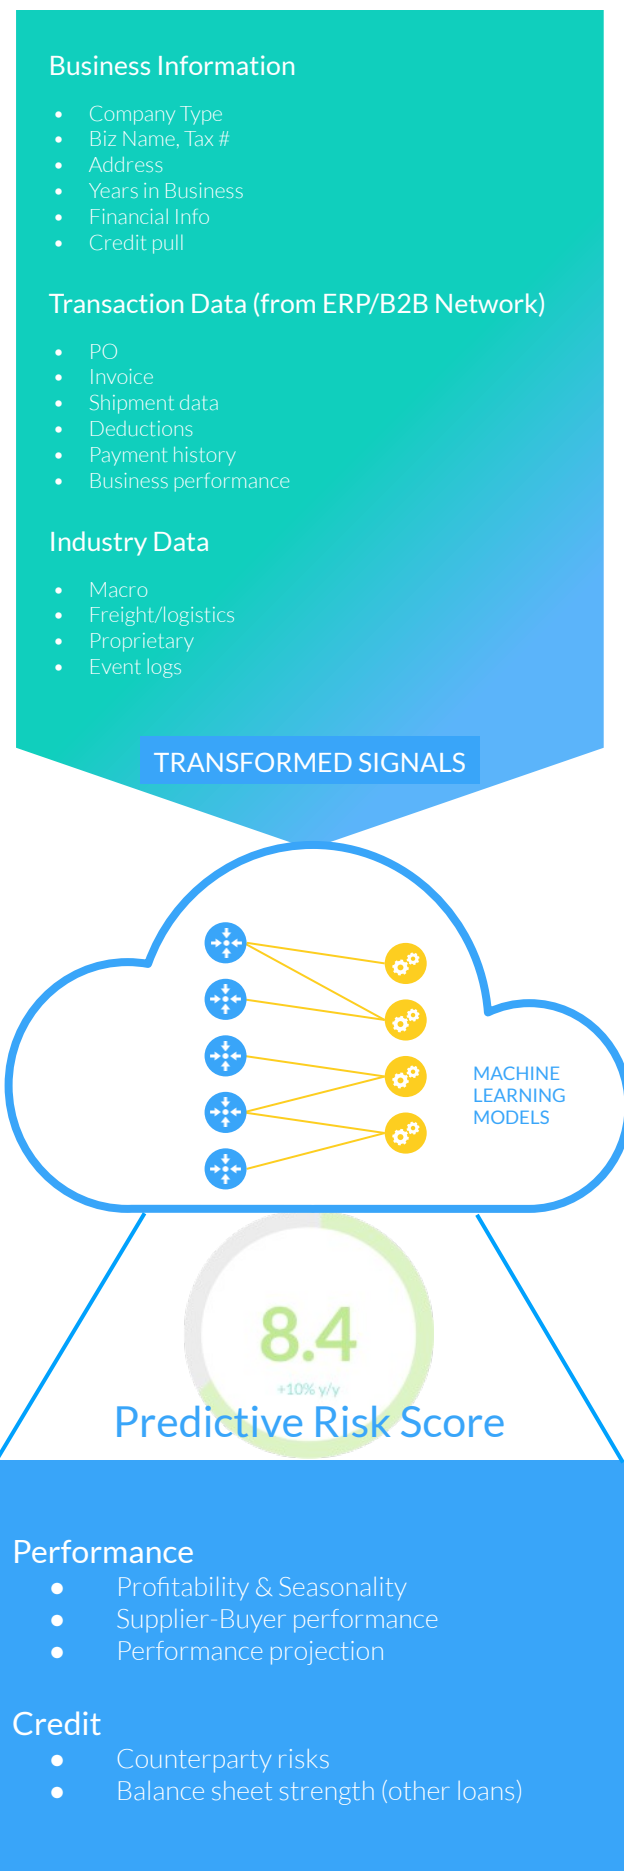 Business Information
• Company Type
• Biz Name, Tax #
• Address
• Years in Business
• Financial Info
• Credit pull
Transaction Data (from ERP/B2B Network)
• PO
• Invoice
• Shipment data
• Deductions
• Payment history
• Business performance
Industry Data
• Macro
• Freight/logistics
• Proprietary
• Event logs
TRANSFORMED SIGNALS
MACHINE
LEARNING
MODELS
8.4
+10% y/y
Predictive Risk Score
Performance
● Profitability & Seasonality
● Supplier-Buyer performance
● Performance projection
Credit
● Counterparty risks
● Balance sheet strength (other loans)